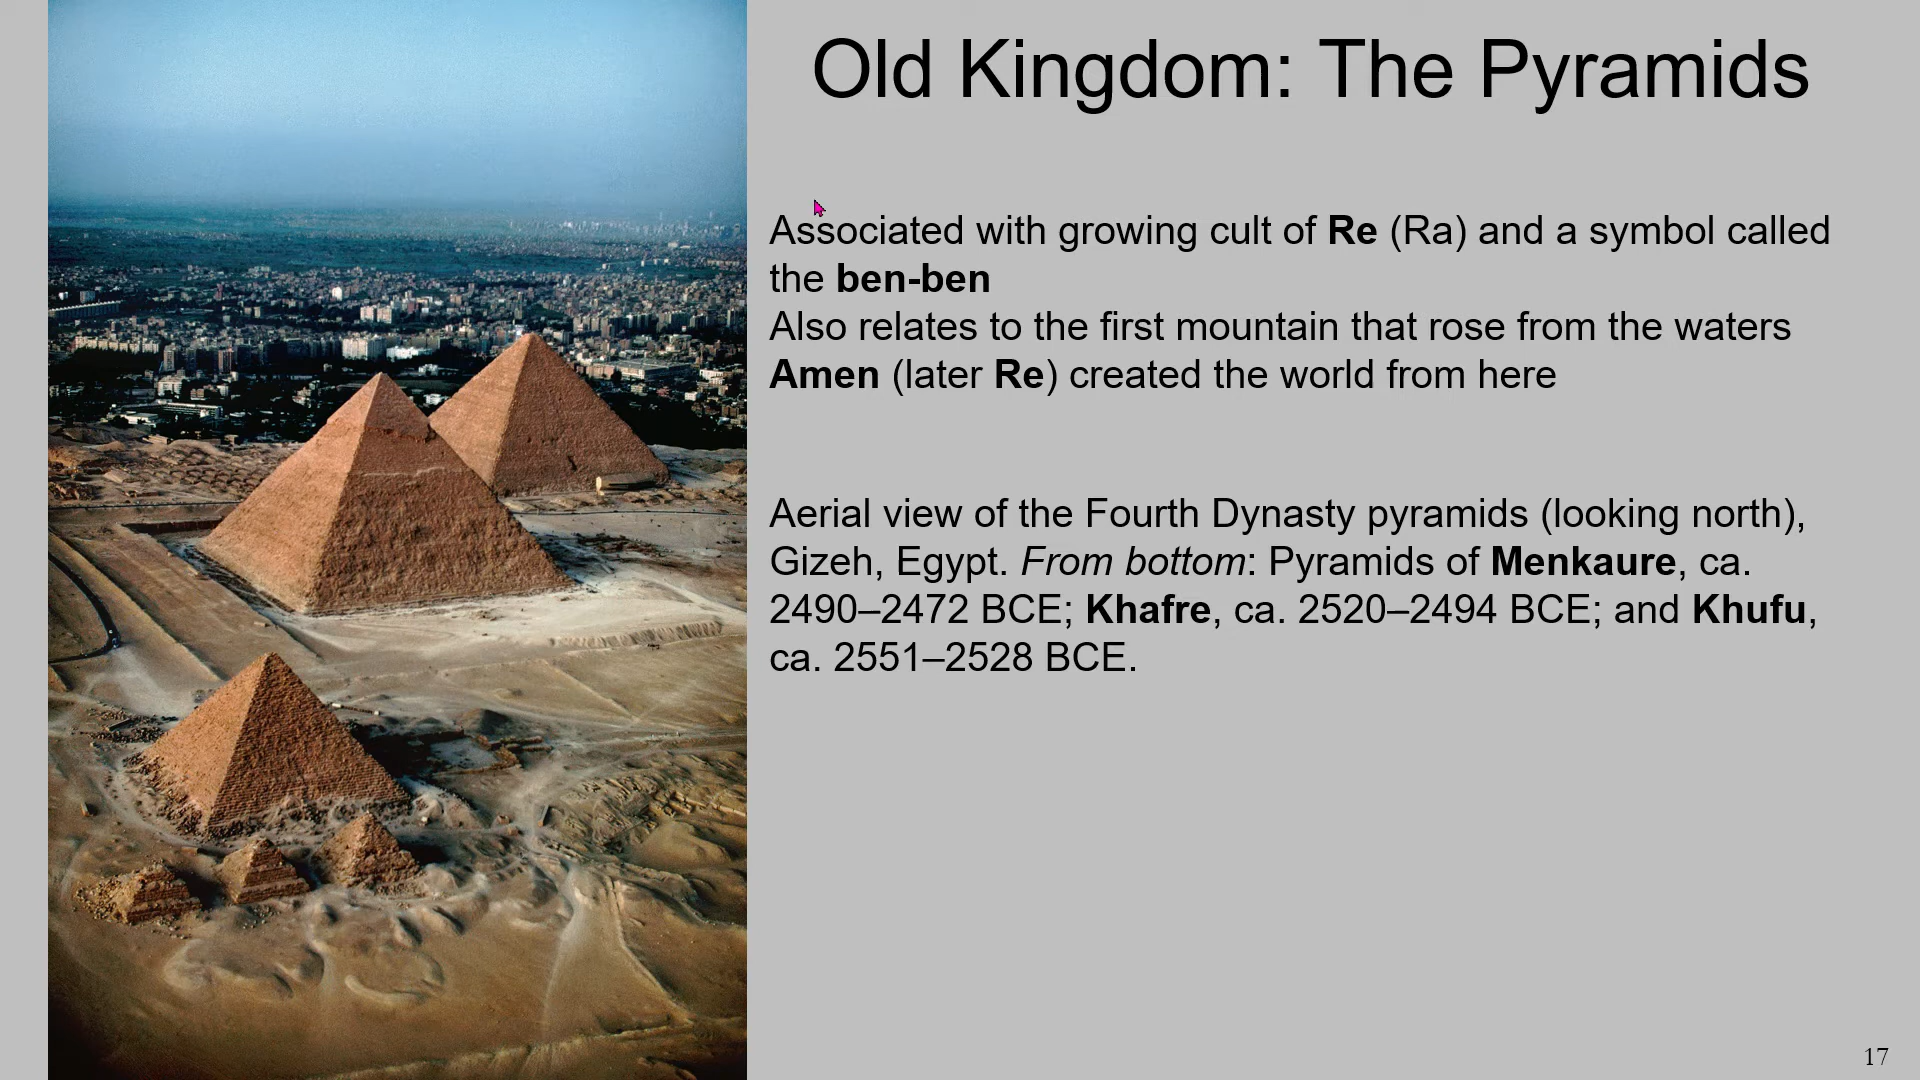 Old Kingdom: The Pyramids
Associated with growing cult of Re (Ra) and a symbol called
the ben-ben
Also relates to the first mountain that rose from the waters
Amen (later Re) created the world from here
Aerial view of the Fourth Dynasty pyramids (looking north),
Gizeh, Egypt. From bottom: Pyramids of Menkaure, ca.
2490–2472 BCE; Khafre, ca. 2520–2494 BCE; and Khufu,
ca. 2551–2528 BCE.
17